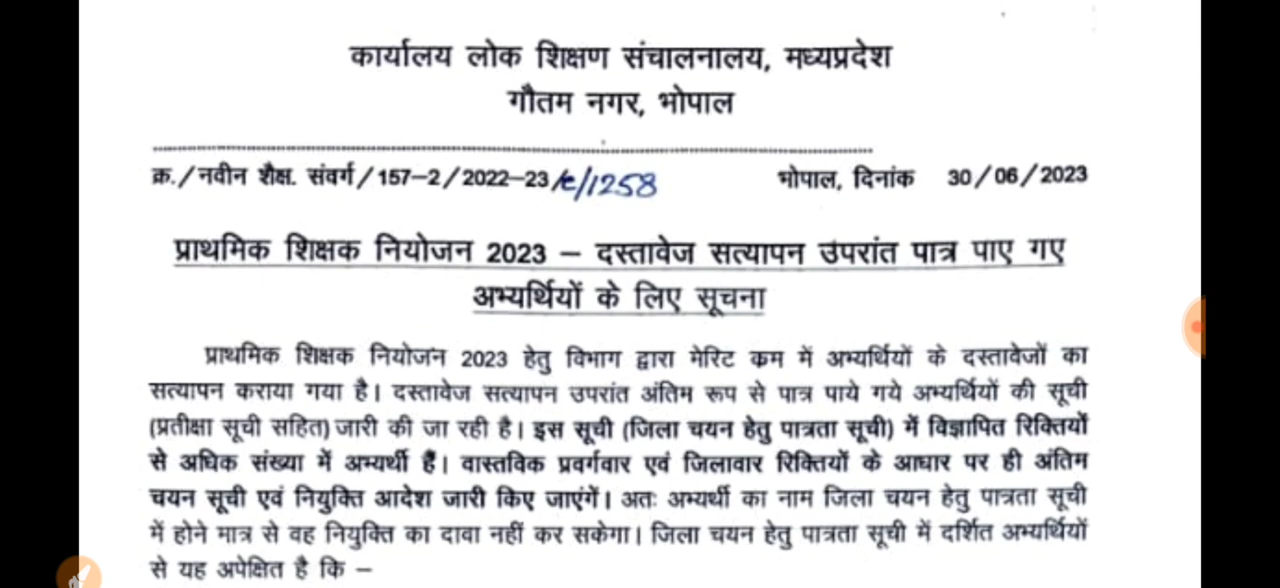 कार्यालय लोक शिक्षण संचालनालय, मध्यप्रदेश
गौतम नगर, भोपाल
क्र./नवीन शैक्ष. संवर्ग/157-2/2022-23/c/1258 भोपाल, दिनांक 30/06/2023
प्राथमिक शिक्षक नियोजन 2023 – दस्तावेज सत्यापन उपरांत पात्र पाए गए
अभ्यर्थियों के लिए सूचना
प्राथमिक शिक्षक नियोजन 2023 हेतु विभाग द्वारा मेरिट कम में अभ्यर्थियों के दस्तावेजों का
सत्यापन कराया गया है। दस्तावेज सत्यापन उपरांत अंतिम रूप से पात्र पाये गये अभ्यर्थियों की सूची
(प्रतीक्षा सूची सहित) जारी की जा रही है। इस सूची (जिला चयन हेतु पात्रता सूची) में विज्ञापित रिक्तियों
से अधिक संख्या में अभ्यर्थी हैं। वास्तविक प्रवर्गवार एवं जिलावार रिक्तियों के आधार पर ही अंतिम
चयन सूची एवं नियुक्ति आदेश जारी किए जाएंगें। अतः अभ्यर्थी का नाम जिला चयन हेतु पात्रता सूची
में होने मात्र से वह नियुक्ति का दावा नहीं कर सकेगा। जिला चयन हेतु पात्रता सूची में दर्शित अभ्यर्थियों
से यह अपेक्षित है कि –